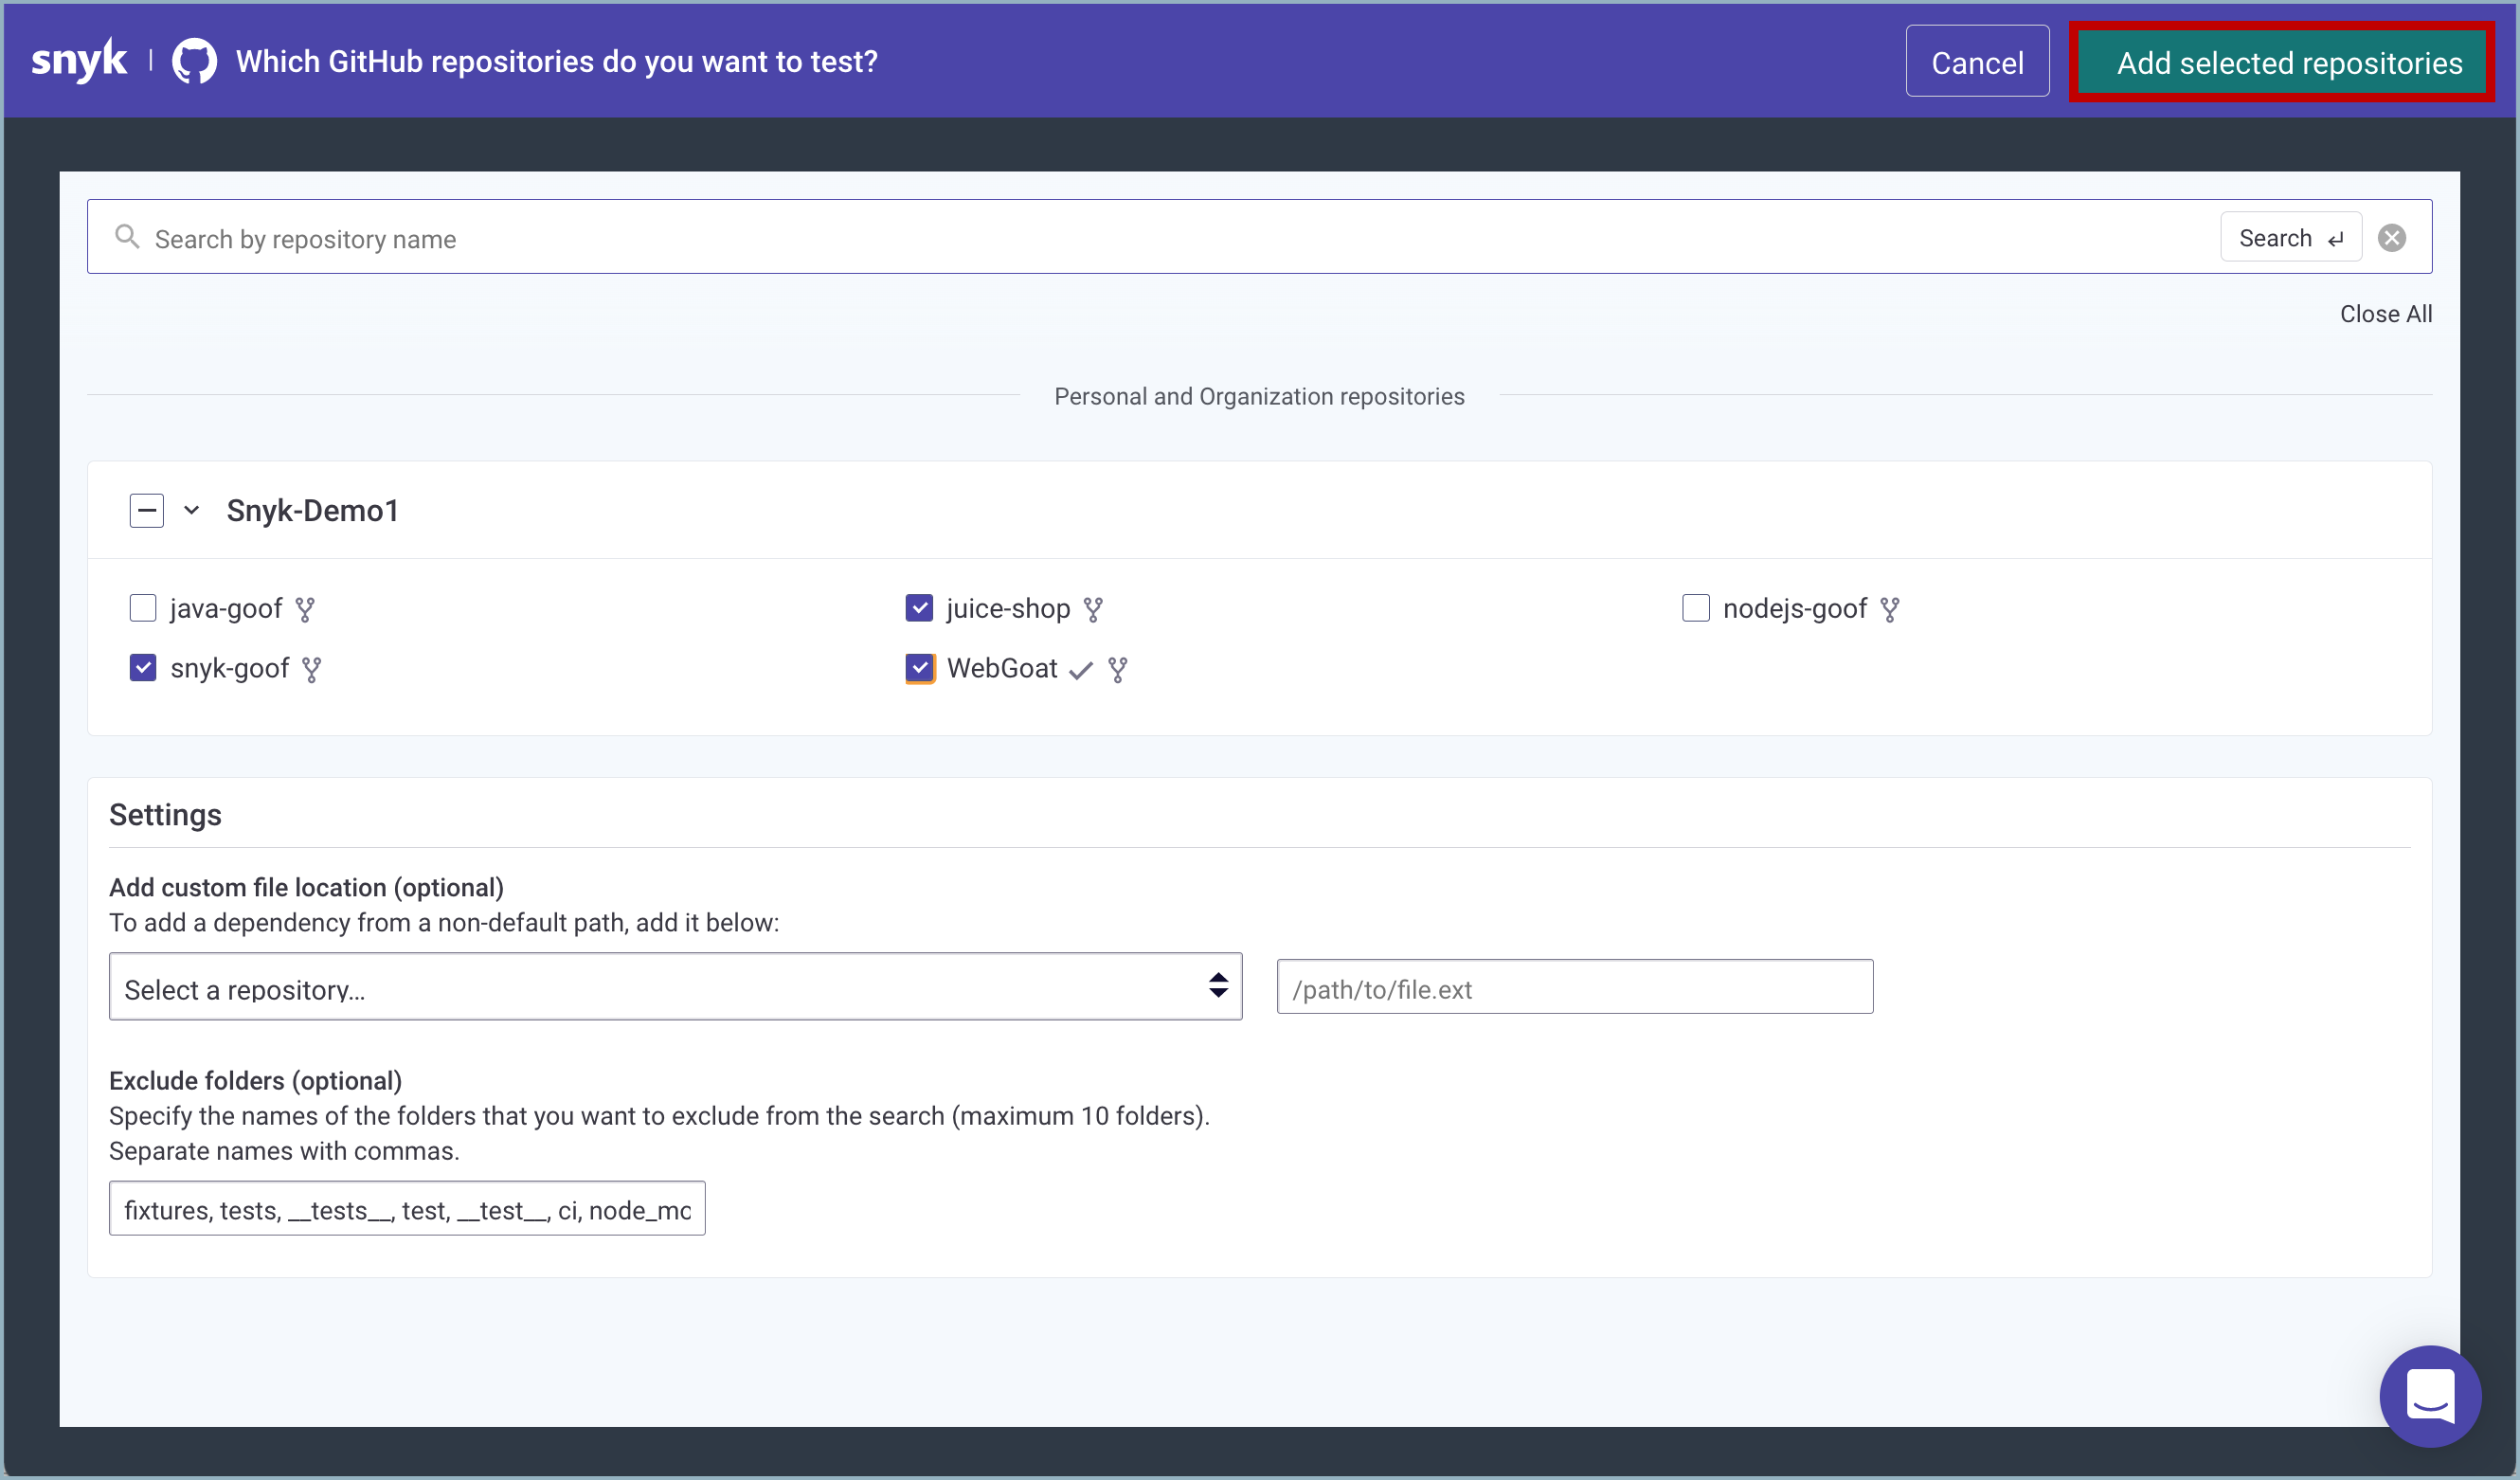 snyk | Which GitHub repositories do you want to test?
Cancel
Add selected repositories
Search by repository name
Search
Close All
Personal and Organization repositories
Snyk-Demo1
java-goof
juice-shop
nodejs-goof
snyk-goof
WebGoat
Settings
Add custom file location (optional)
To add a dependency from a non-default path, add it below:
Select a repository...
/path/to/file.ext
Exclude folders (optional)
Specify the names of the folders that you want to exclude from the search (maximum 10 folders).
Separate names with commas.
fixtures, tests, __tests__, test, __test__, ci, node_mo